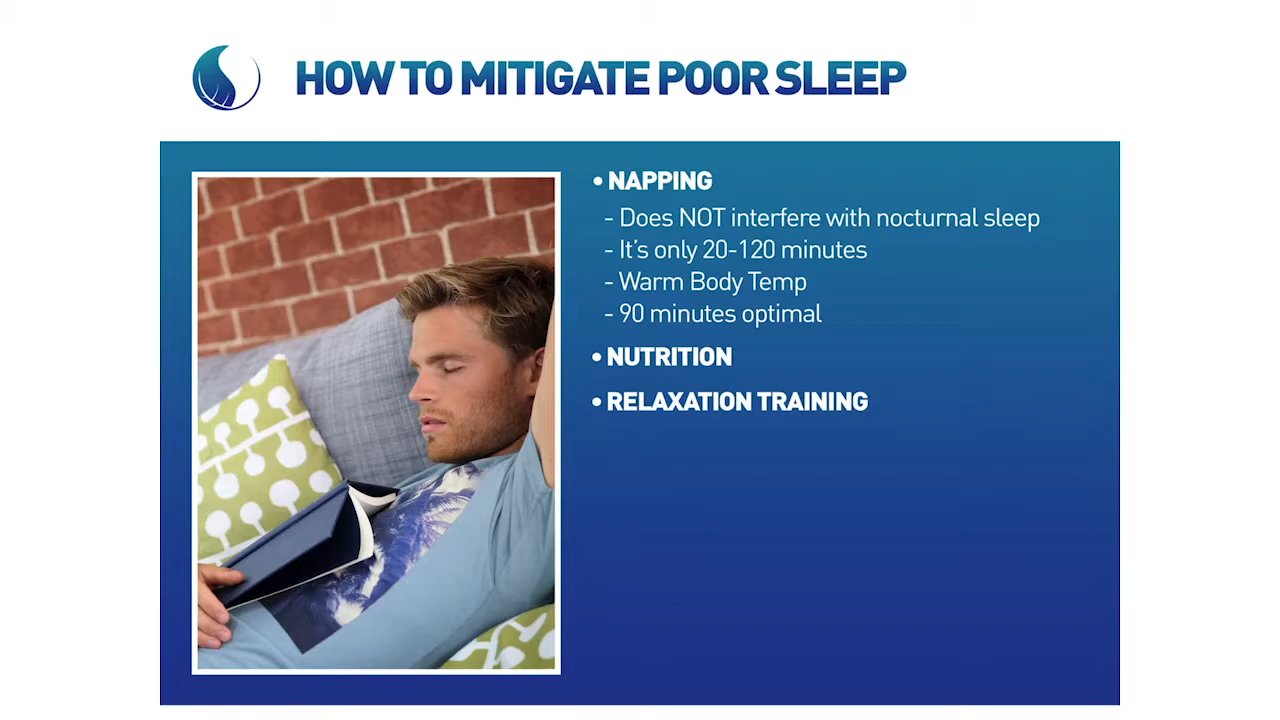 HOW TO MITIGATE POOR SLEEP
• NAPPING
- Does NOT interfere with nocturnal sleep
- It’s only 20-120 minutes
- Warm Body Temp
- 90 minutes optimal
• NUTRITION
• RELAXATION TRAINING